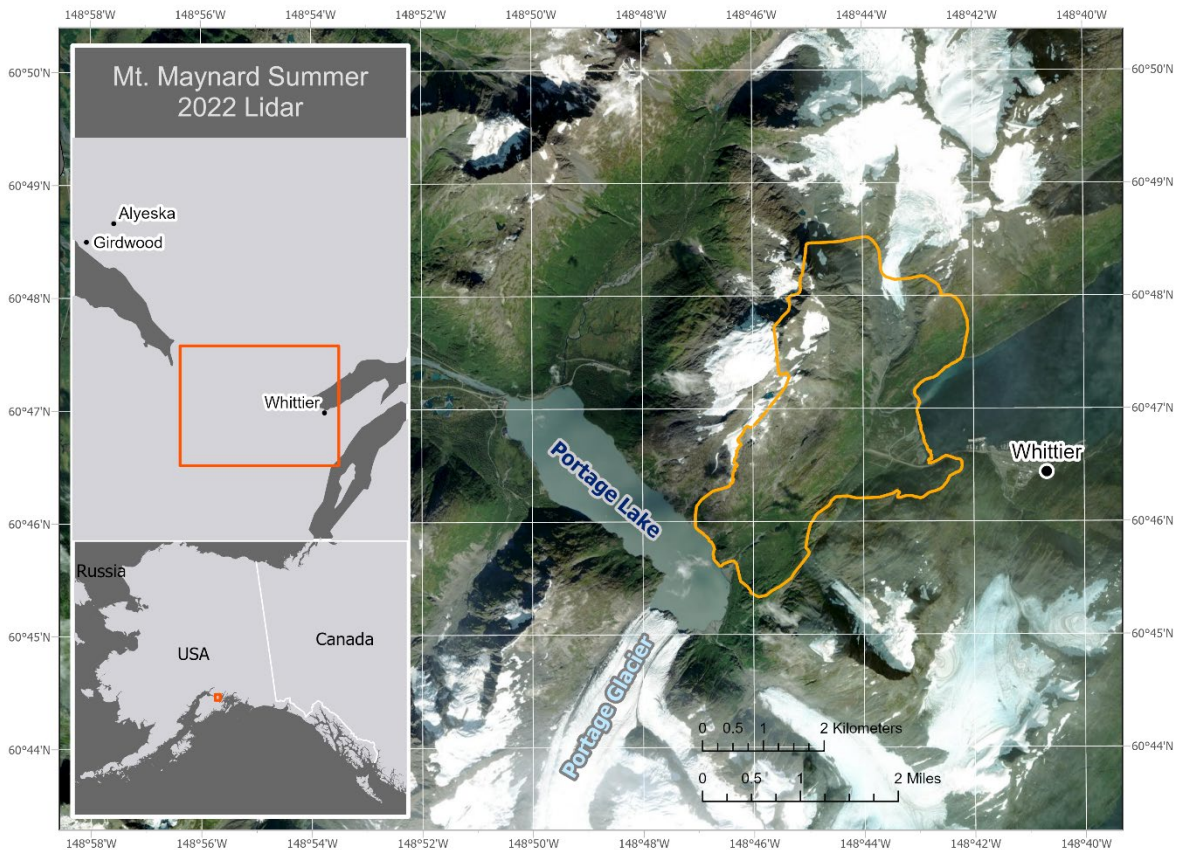 148°58'W 148°56'W 148°54'W 148°52'W 148°50'W 148°48'W 148°46'W 148°44'W 148°42'W 148°40'W
60°50'N
60°49'N
60°48'N
60°47'N
60°46'N
60°45'N
60°44'N
Mt. Maynard Summer
2022 Lidar
Alyeska
Girdwood
Whittier
Russia
USA
Canada
Portage Lake
Portage Glacier
Whittier
0 0.5 1 2 Kilometers
0 0.5 1 2 Miles
60°50'N
60°49'N
60°48'N
60°47'N
60°46'N
60°45'N
60°44'N
148°58'W 148°56'W 148°54'W 148°52'W 148°50'W 148°48'W 148°46'W 148°44'W 148°42'W 148°40'W